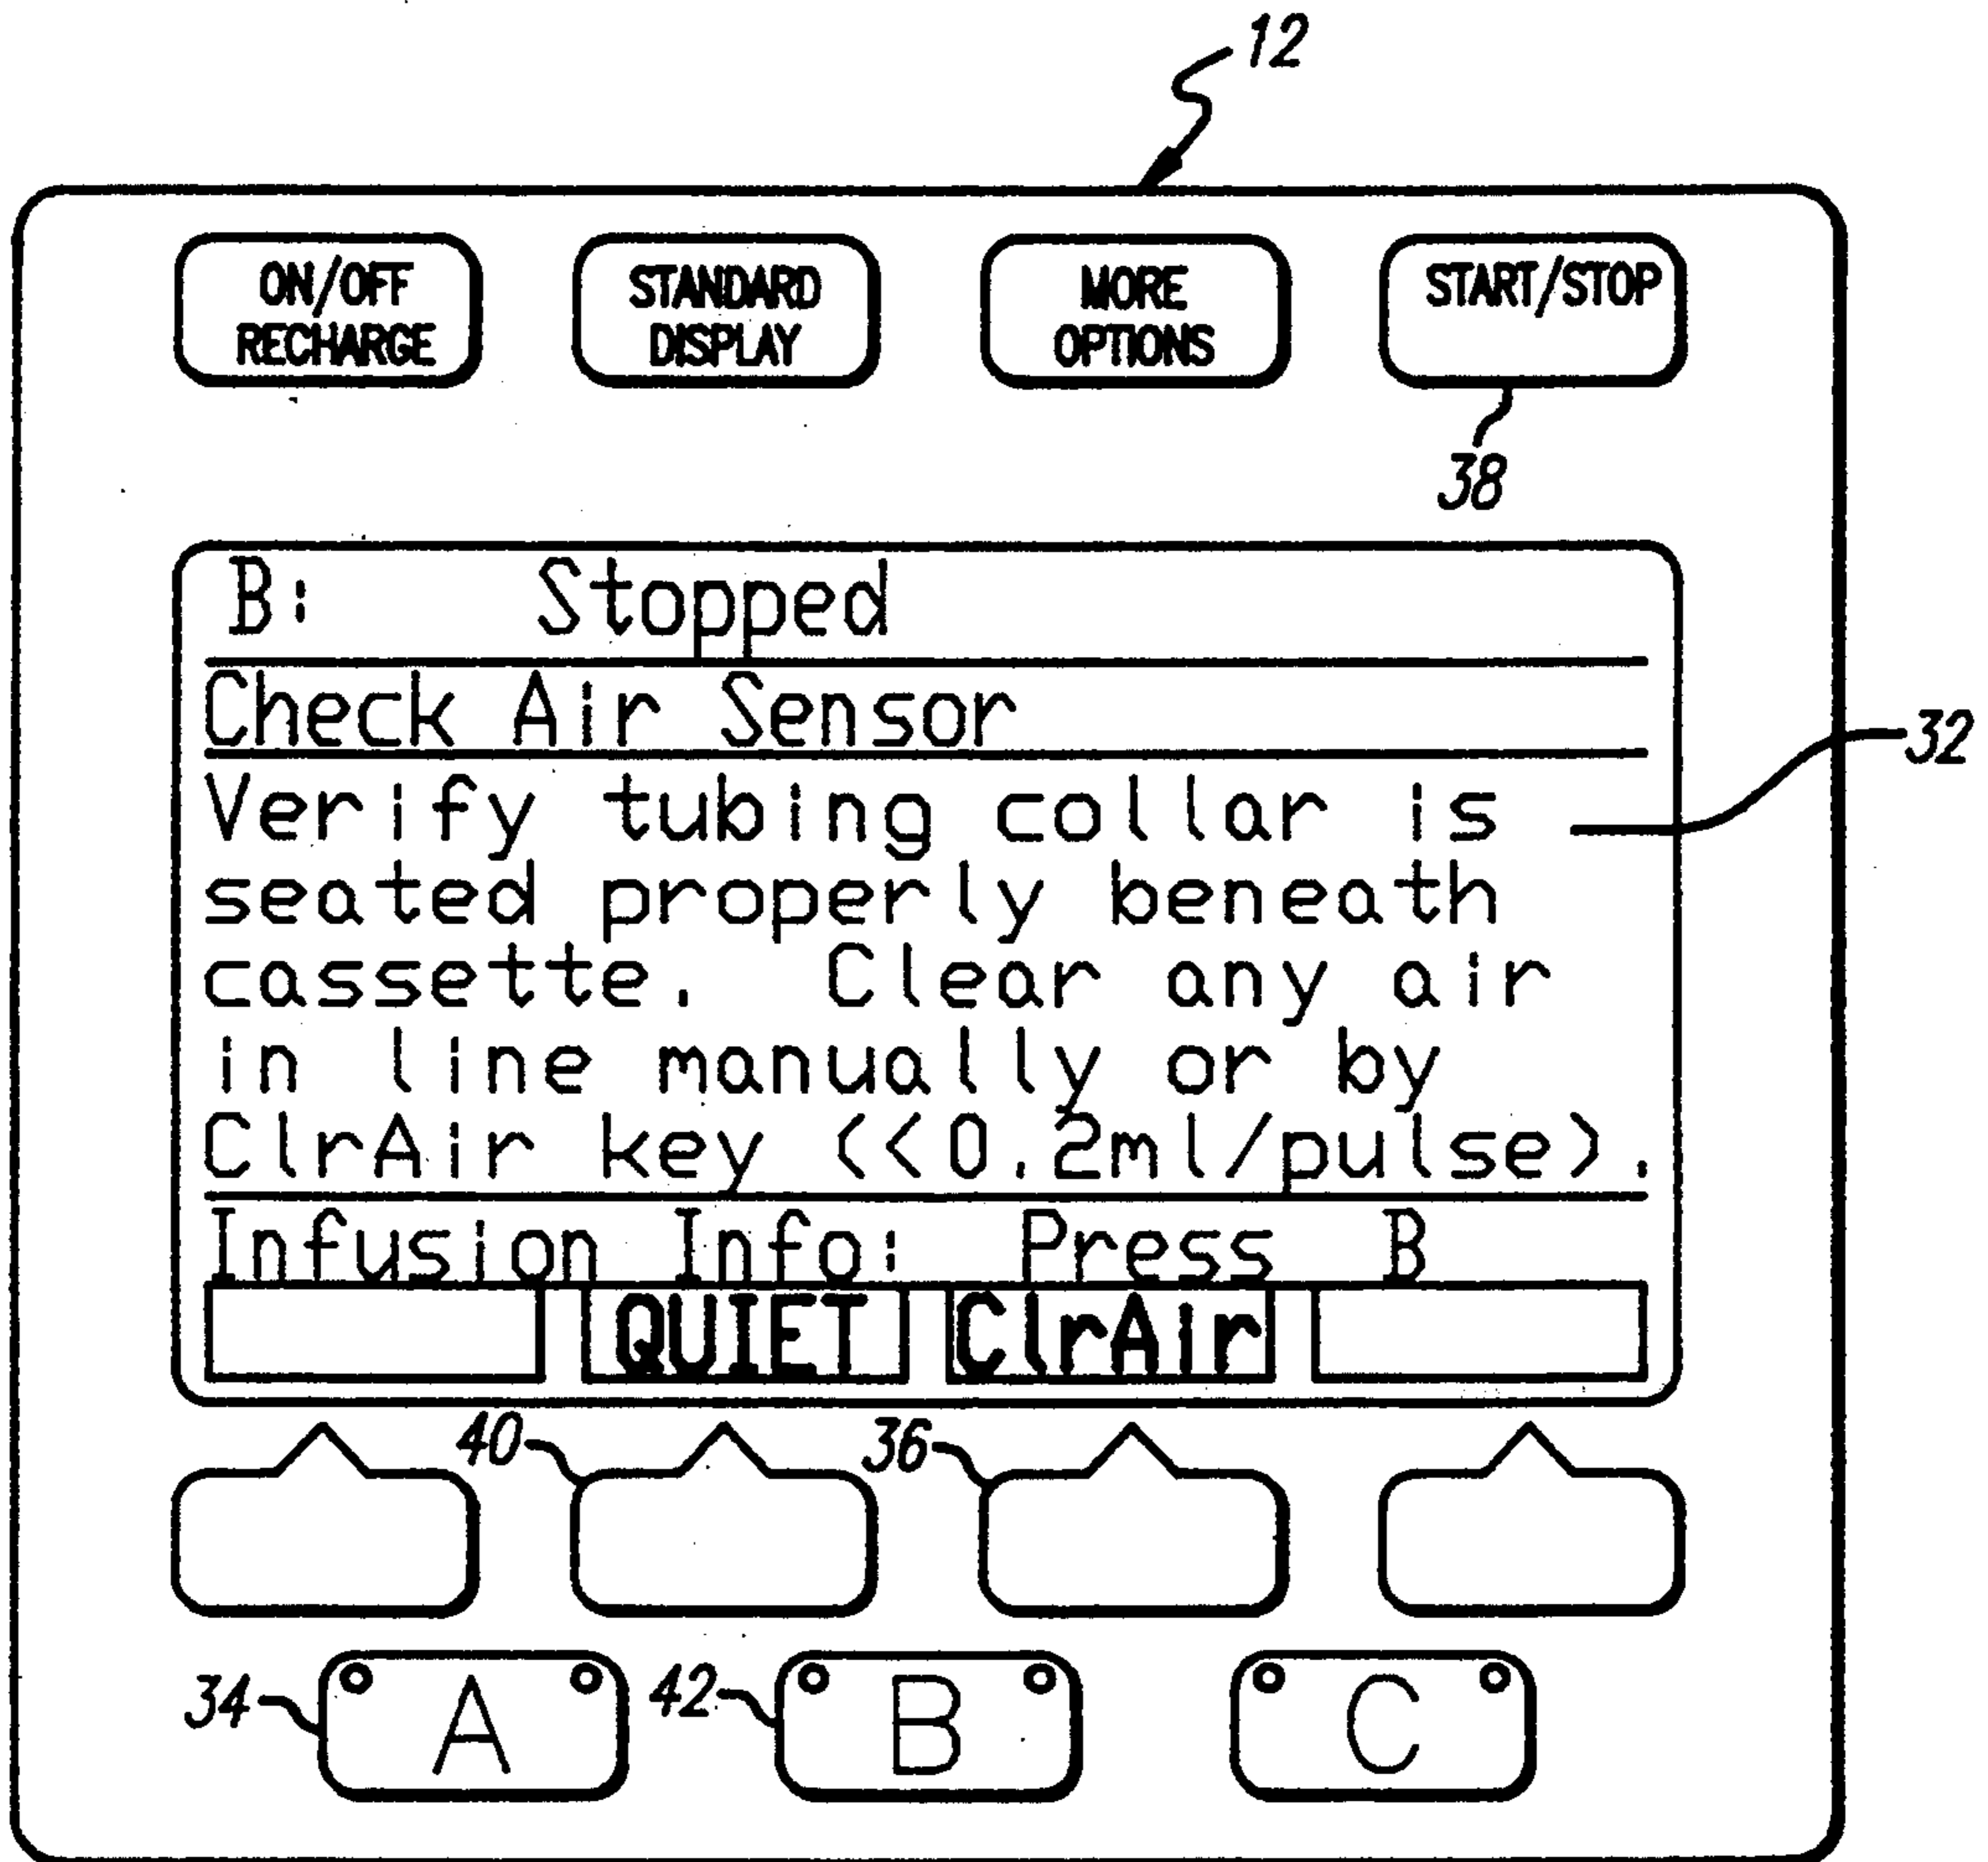 12
ON/OFF
RECHARGE
STANDARD
DISPLAY
MORE
OPTIONS
START/STOP
38
B: Stopped
Check Air Sensor
32
Verify tubing collar is
seated properly beneath
cassette. Clear any air
in line manually or by
ClrAir key (<0.2ml/pulse).
Infusion Info: Press B
QUIET
ClrAir
40
36
34
A
42
B
C